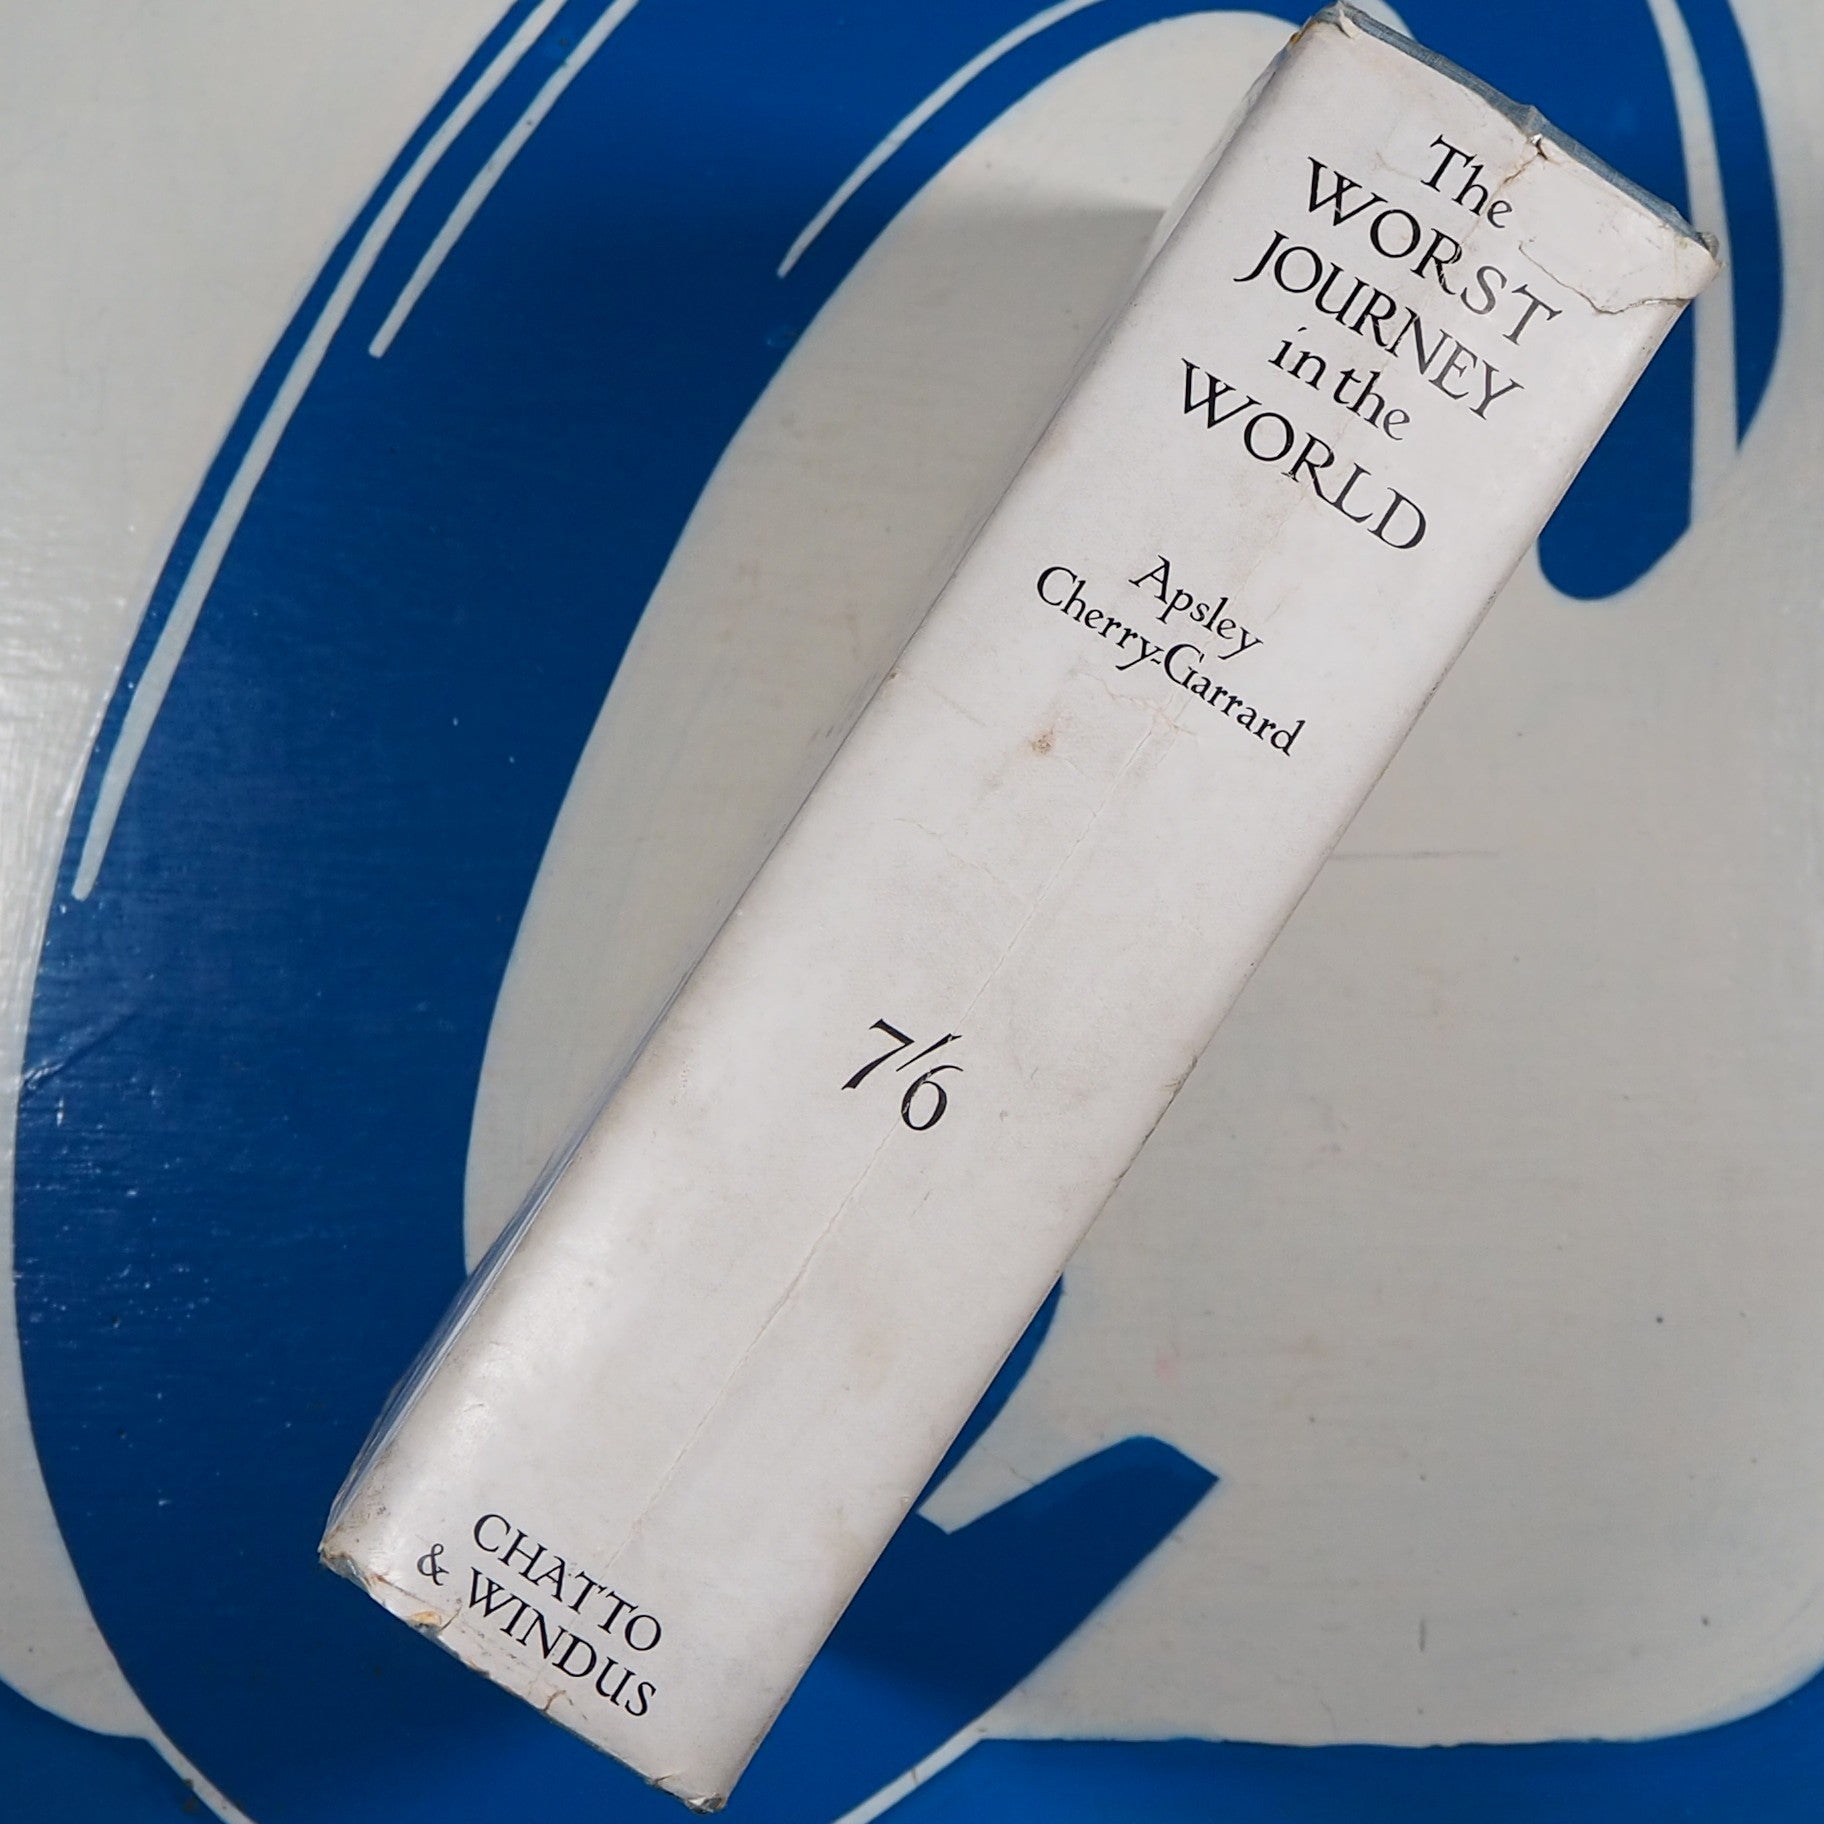 The
WORST
JOURNEY
in the
WORLD
Apsley
Cherry-Garrard
7/6
CHATTO
& WINDUS